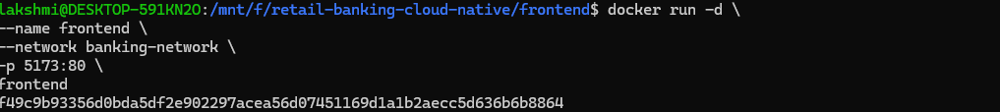 lakshmi@DESKTOP-591KN2O:/mnt/f/retail-banking-cloud-native/frontend$ docker run -d \
--name frontend \
--network banking-network \
-p 5173:80 \
frontend
f49c9b93356d0bda5df2e902297acea56d07451169d1a1b2aecc5d636b6b8864